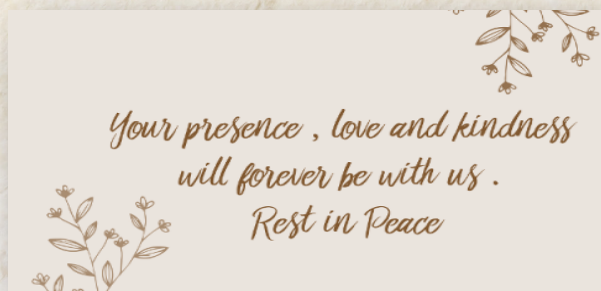 Your presence , love and kindness
will forever be with us .
Rest in Peace